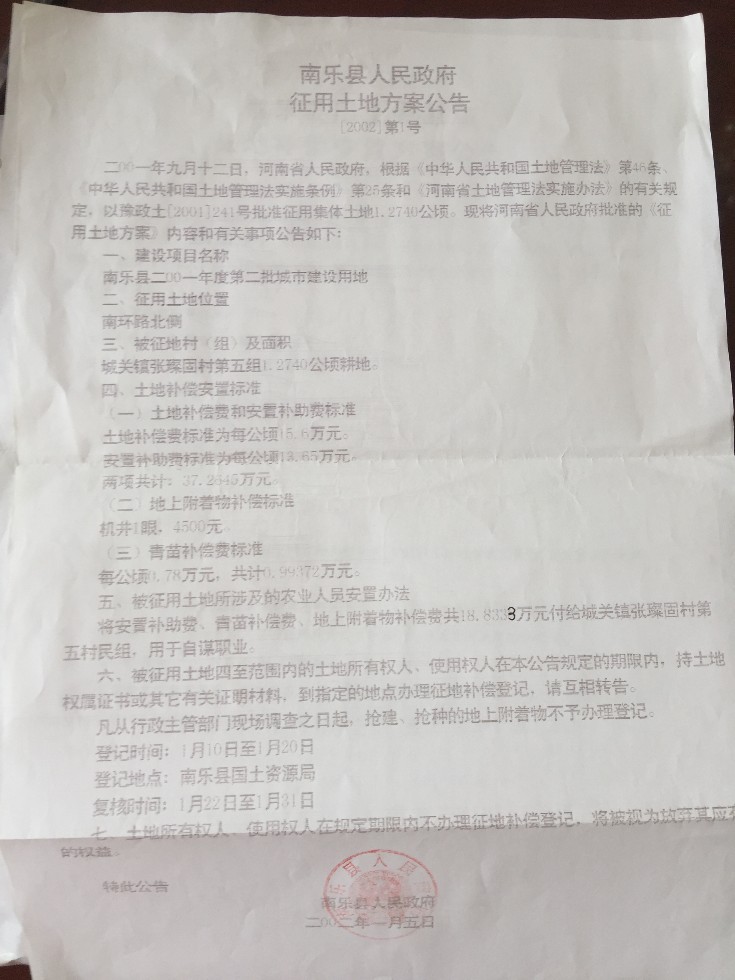 南乐县人民政府
征用土地方案公告
[2002]第1号
二00一年九月十二日，河南省人民政府，根据《中华人民共和国土地管理法》第46条、
《中华人民共和国土地管理法实施条例》第25条和《河南省土地管理法实施办法》的有关规
定，以豫政土[2001]241号批准征用集体土地1.2740公顷。现将河南省人民政府批准的《征
用土地方案》内容和有关事项公告如下：
一、建设项目名称
南乐县二00一年度第二批城市建设用地
二、征用土地位置
南环路北侧
三、被征地村（组）及面积
城关镇张璨固村第五组1.2740公顷耕地。
四、土地补偿安置标准
（一）土地补偿费和安置补助费标准
土地补偿费标准为每公顷15.6万元。
安置补助费标准为每公顷13.65万元。
两项共计：37.2645万元。
（二）地上附着物补偿标准
机井1眼，4500元。
（三）青苗补偿费标准
每公顷0.78万元，共计0.99372万元。
五、被征用土地所涉及的农业人员安置办法
将安置补助费、青苗补偿费、地上附着物补偿费共18.8338万元付给城关镇张璨固村第
五村民组，用于自谋职业。
六、被征用土地四至范围内的土地所有权人、使用权人在本公告规定的期限内，持土地
权属证书或其它有关证明材料，到指定的地点办理征地补偿登记，请互相转告。
凡从行政主管部门现场调查之日起，抢建、抢种的地上附着物不予办理登记。
登记时间：1月10日至1月20日
登记地点：南乐县国土资源局
复核时间：1月22日至1月31日
七、土地所有权人、使用权人在规定期限内不办理征地补偿登记，将被视为放弃其应有
的权益。
特此公告
南乐县人民政府
二00二年一月五日